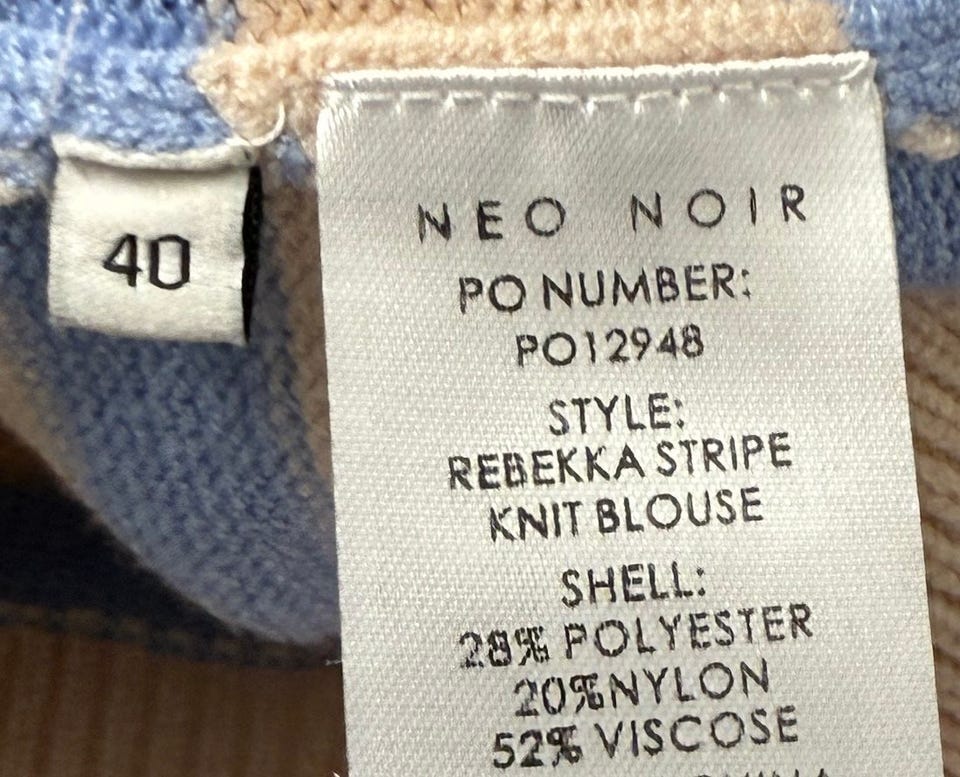 40
NEO NOIR
PO NUMBER:
PO12948
STYLE:
REBEKKA STRIPE
KNIT BLOUSE
SHELL:
28% POLYESTER
20%NYLON
52% VISCOSE